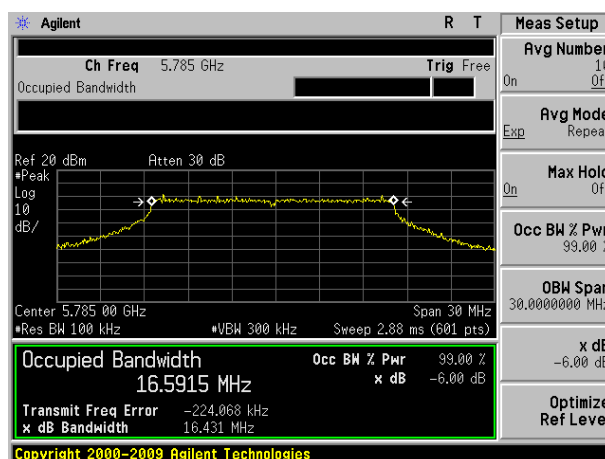 Agilent R T Meas Setup
Ch Freq 5.785 GHz Trig Free
Occupied Bandwidth
Avg Number
10
On Off
Avg Mode
Exp Repeat
Max Hold
On Off
Occ BW % Pwr
99.00 %
OBW Span
30.0000000 MHz
x dB
-6.00 dB
Optimize
Ref Level
Ref 20 dBm Atten 30 dB
#Peak
Log
10
dB/
Center 5.785 00 GHz Span 30 MHz
#Res BW 100 kHz #VBW 300 kHz Sweep 2.88 ms (601 pts)
Occupied Bandwidth Occ BW % Pwr 99.00 %
16.5915 MHz x dB -6.00 dB
Transmit Freq Error -224.068 kHz
x dB Bandwidth 16.431 MHz
Copyright 2000-2009 Agilent Technologies